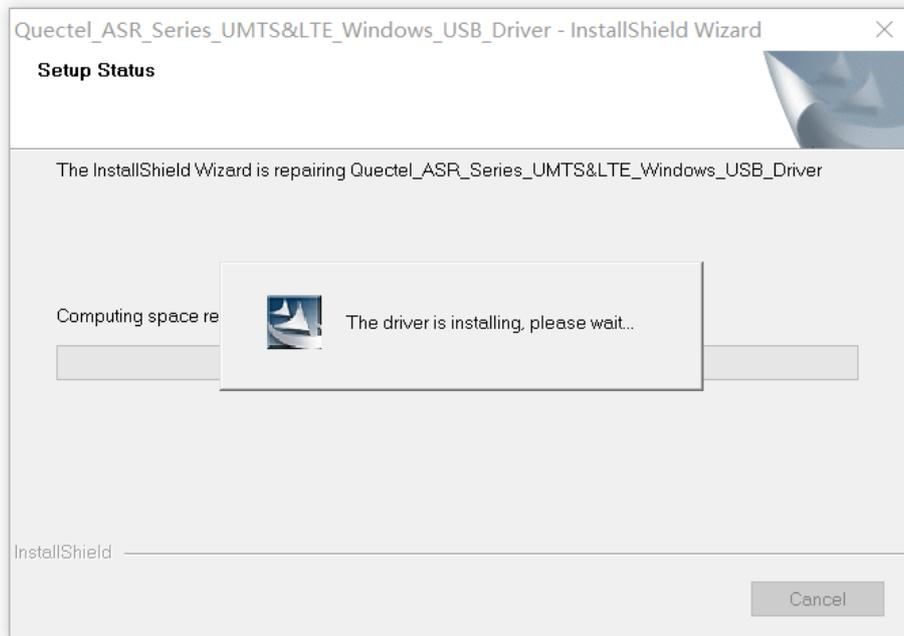 Quectel_ASR_Series_UMTS&LTE_Windows_USB_Driver - InstallShield Wizard
Setup Status
The InstallShield Wizard is repairing Quectel_ASR_Series_UMTS&LTE_Windows_USB_Driver
Computing space re
The driver is installing, please wait...
InstallShield
Cancel